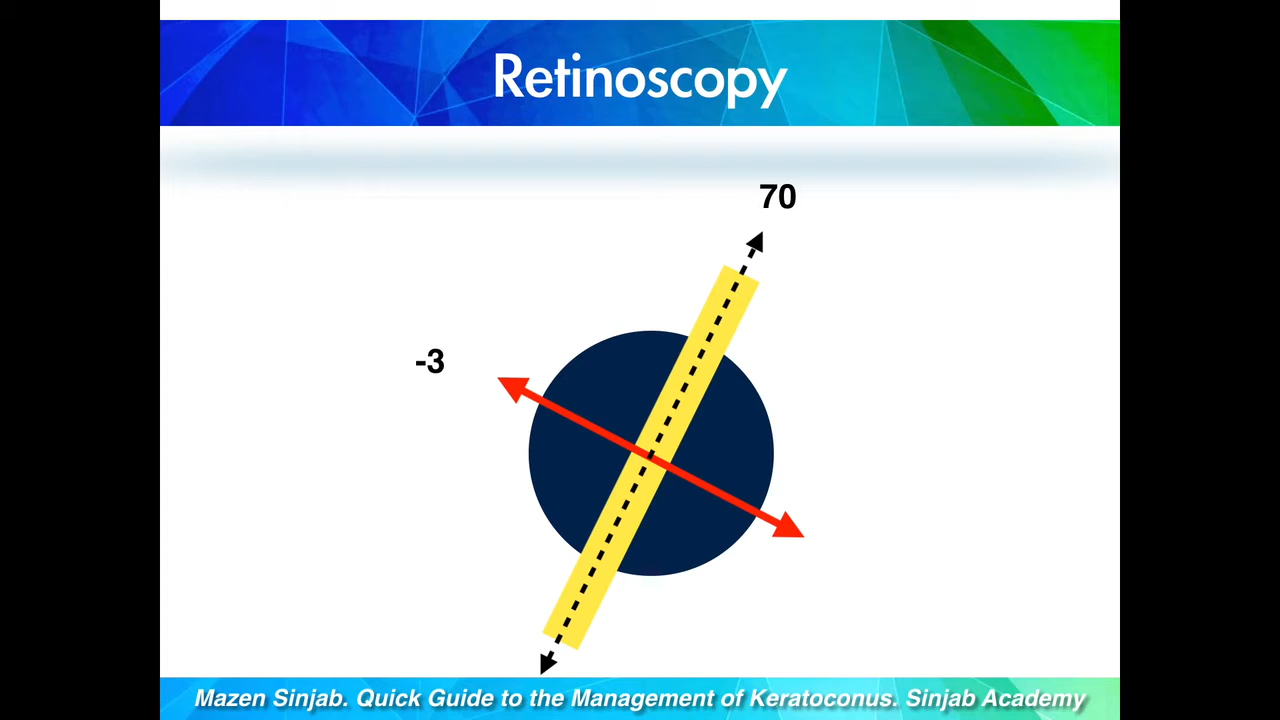 Retinoscopy
70
-3
Mazen Sinjab. Quick Guide to the Management of Keratoconus. Sinjab Academy